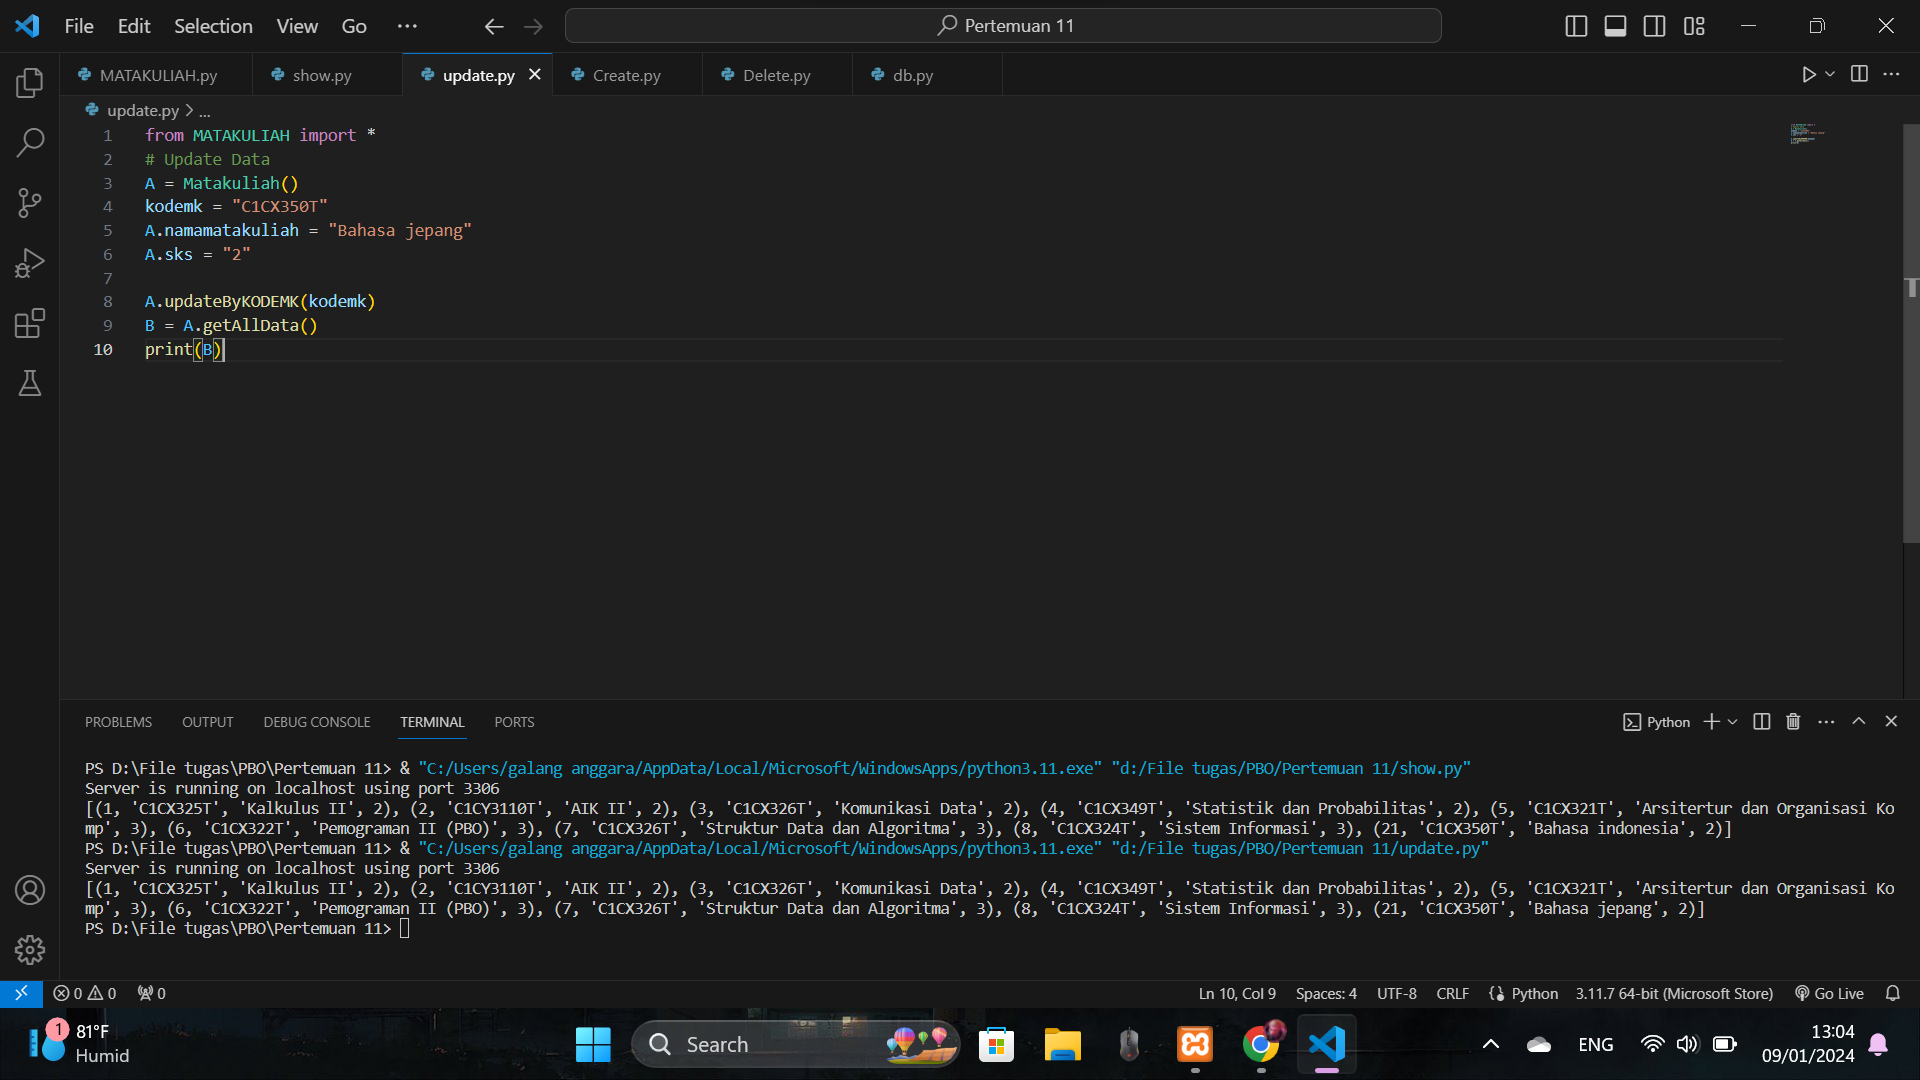 File Edit Selection View Go ··· Pertemuan 11
MATAKULIAH.py show.py update.py Create.py Delete.py db.py
update.py > ...
1 from MATAKULIAH import *
2 # Update Data
3 A = Matakuliah()
4 kodemk = "C1CX350T"
5 A.namamatakuliah = "Bahasa jepang"
6 A.sks = "2"
7
8 A.updateByKODEMK(kodemk)
9 B = A.getAllData()
10 print(B)
PROBLEMS OUTPUT DEBUG CONSOLE TERMINAL PORTS Python
PS D:\File tugas\PBO\Pertemuan 11> & "C:/Users/galang anggara/AppData/Local/Microsoft/WindowsApps/python3.11.exe" "d:/File tugas/PBO/Pertemuan 11/show.py"
Server is running on localhost using port 3306
[(1, 'C1CX325T', 'Kalkulus II', 2), (2, 'C1CY3110T', 'AIK II', 2), (3, 'C1CX326T', 'Komunikasi Data', 2), (4, 'C1CX349T', 'Statistik dan Probabilitas', 2), (5, 'C1CX321T', 'Arsitertur dan Organisasi Ko
mp', 3), (6, 'C1CX322T', 'Pemograman II (PBO)', 3), (7, 'C1CX326T', 'Struktur Data dan Algoritma', 3), (8, 'C1CX324T', 'Sistem Informasi', 3), (21, 'C1CX350T', 'Bahasa indonesia', 2)]
PS D:\File tugas\PBO\Pertemuan 11> & "C:/Users/galang anggara/AppData/Local/Microsoft/WindowsApps/python3.11.exe" "d:/File tugas/PBO/Pertemuan 11/update.py"
Server is running on localhost using port 3306
[(1, 'C1CX325T', 'Kalkulus II', 2), (2, 'C1CY3110T', 'AIK II', 2), (3, 'C1CX326T', 'Komunikasi Data', 2), (4, 'C1CX349T', 'Statistik dan Probabilitas', 2), (5, 'C1CX321T', 'Arsitertur dan Organisasi Ko
mp', 3), (6, 'C1CX322T', 'Pemograman II (PBO)', 3), (7, 'C1CX326T', 'Struktur Data dan Algoritma', 3), (8, 'C1CX324T', 'Sistem Informasi', 3), (21, 'C1CX350T', 'Bahasa jepang', 2)]
PS D:\File tugas\PBO\Pertemuan 11>
0 0 0 Ln 10, Col 9 Spaces: 4 UTF-8 CRLF Python 3.11.7 64-bit (Microsoft Store) Go Live
1 81°F Search ENG 13:04
Humid 09/01/2024